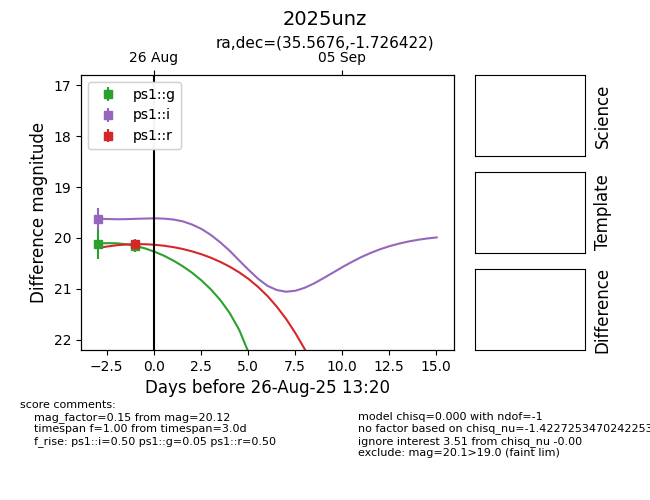 2025unz
ra,dec=(35.5676,-1.726422)
26 Aug
05 Sep
ps1::g
ps1::i
ps1::r
17
18
19
20
21
22
Difference magnitude
−2.5
0.0
2.5
5.0
7.5
10.0
12.5
15.0
Days before 26-Aug-25 13:20
Science
Template
Difference
score comments:
mag_factor=0.15 from mag=20.12
timespan f=1.00 from timespan=3.0d
f_rise: ps1::i=0.50 ps1::g=0.05 ps1::r=0.50
model chisq=0.000 with ndof=-1
no factor based on chisq_nu=-1.4227253470242253
ignore interest 3.51 from chisq_nu -0.00
exclude: mag=20.1>19.0 (faint lim)